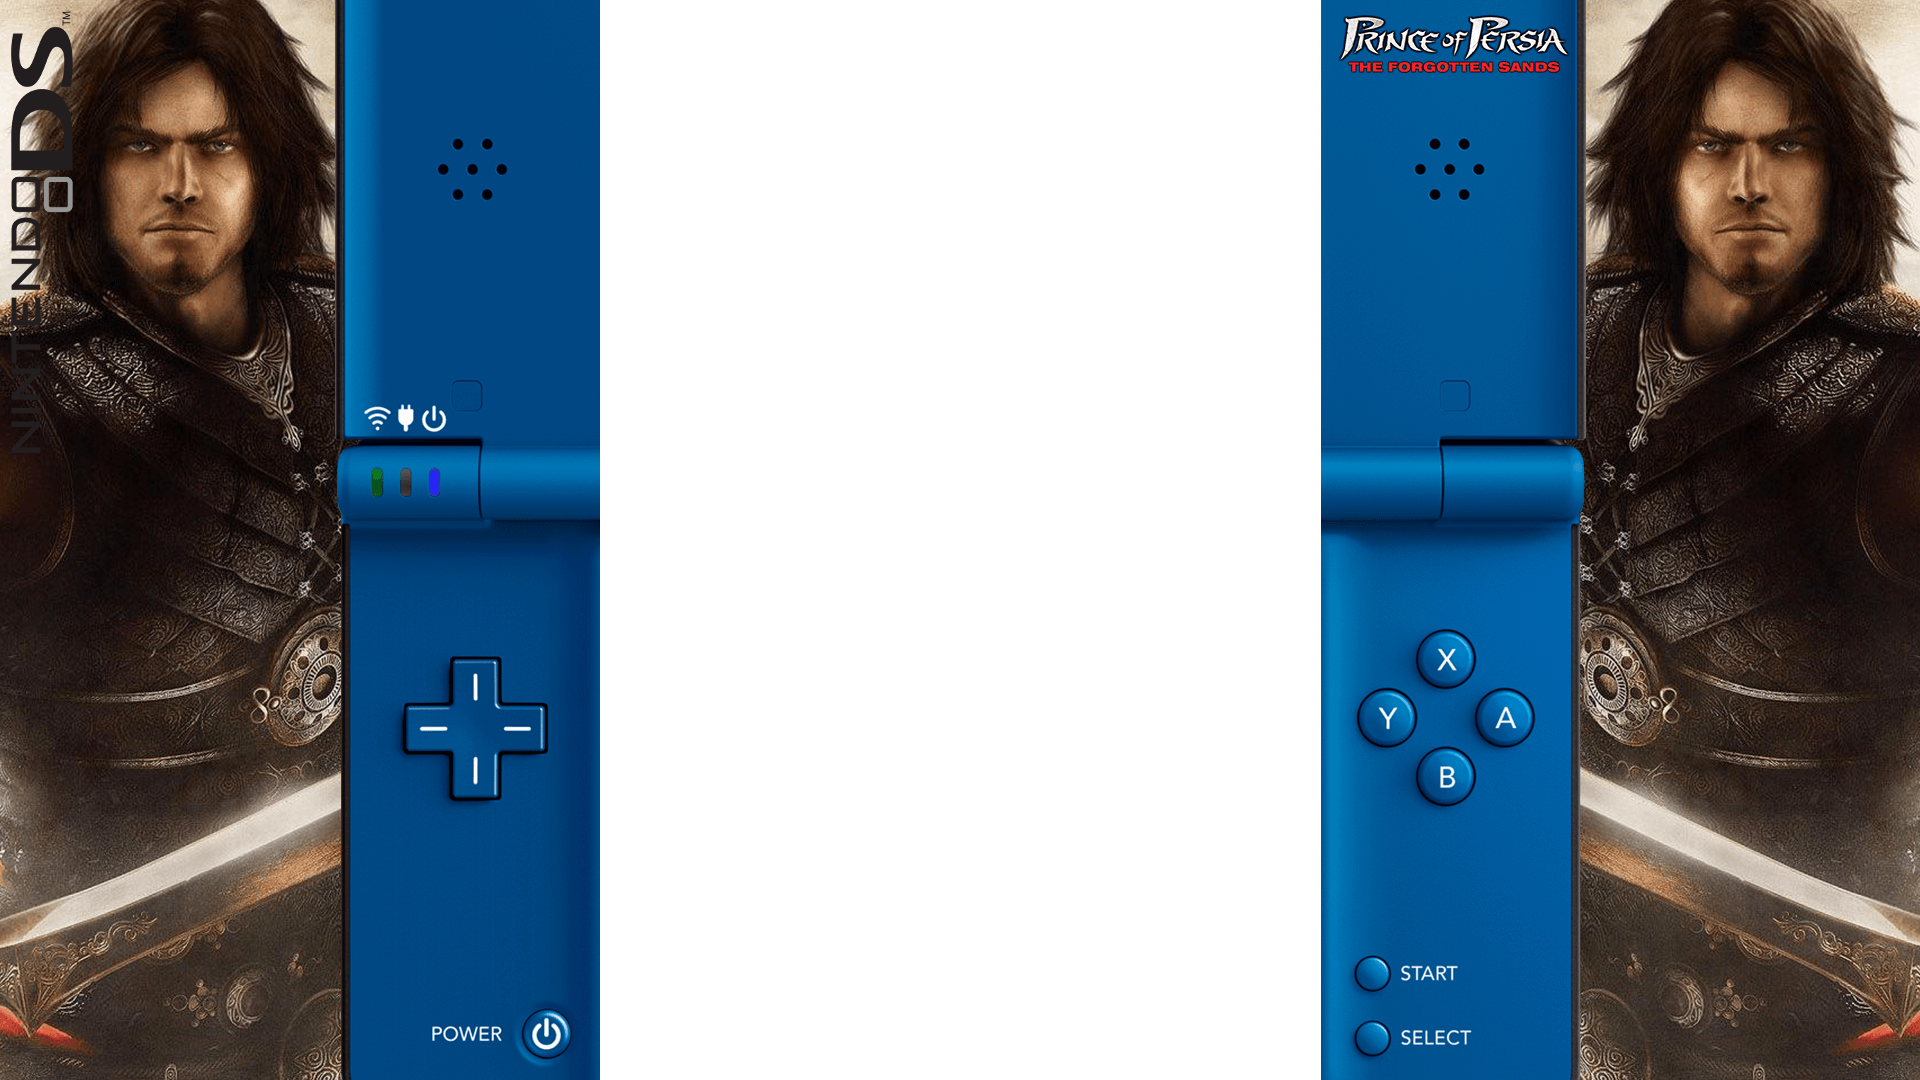 NINTENDO DS™
PRINCE OF PERSIA
THE FORGOTTEN SANDS
X
Y
A
B
POWER
START
SELECT